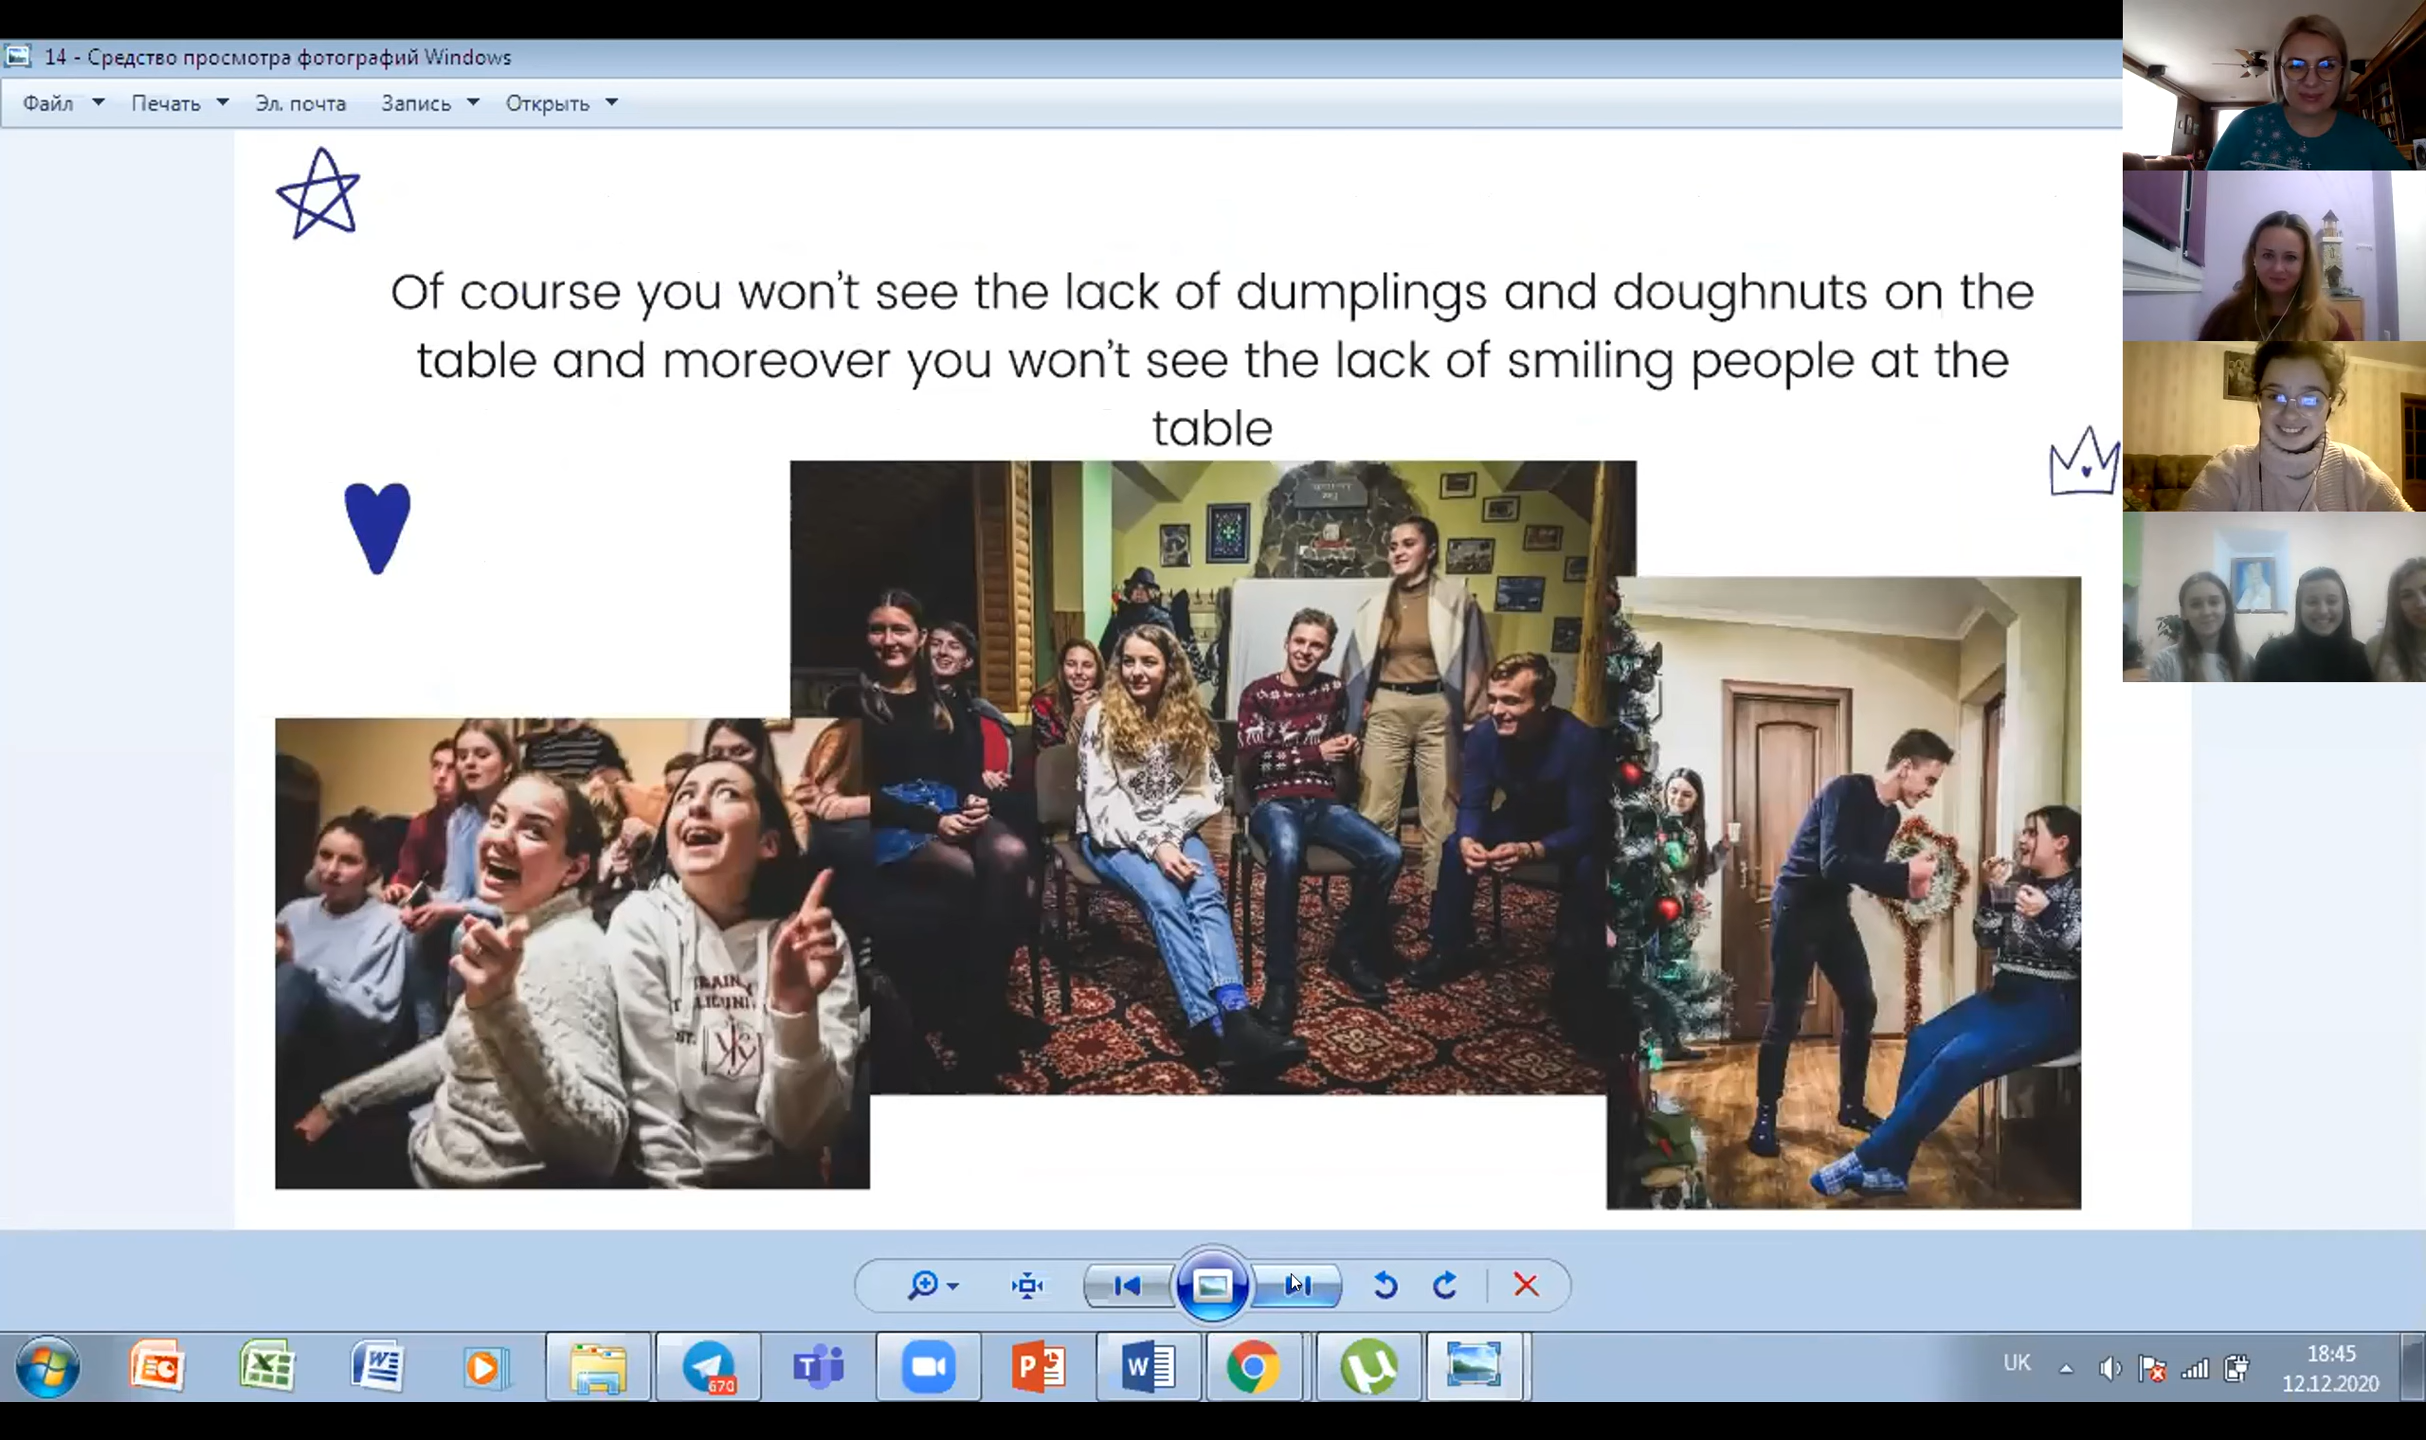 14 - Средство просмотра фотографий Windows
Файл Печать Эл. почта Запись Открыть
Of course you won't see the lack of dumplings and doughnuts on the
table and moreover you won't see the lack of smiling people at the
table
670
UK
18:45
12.12.2020